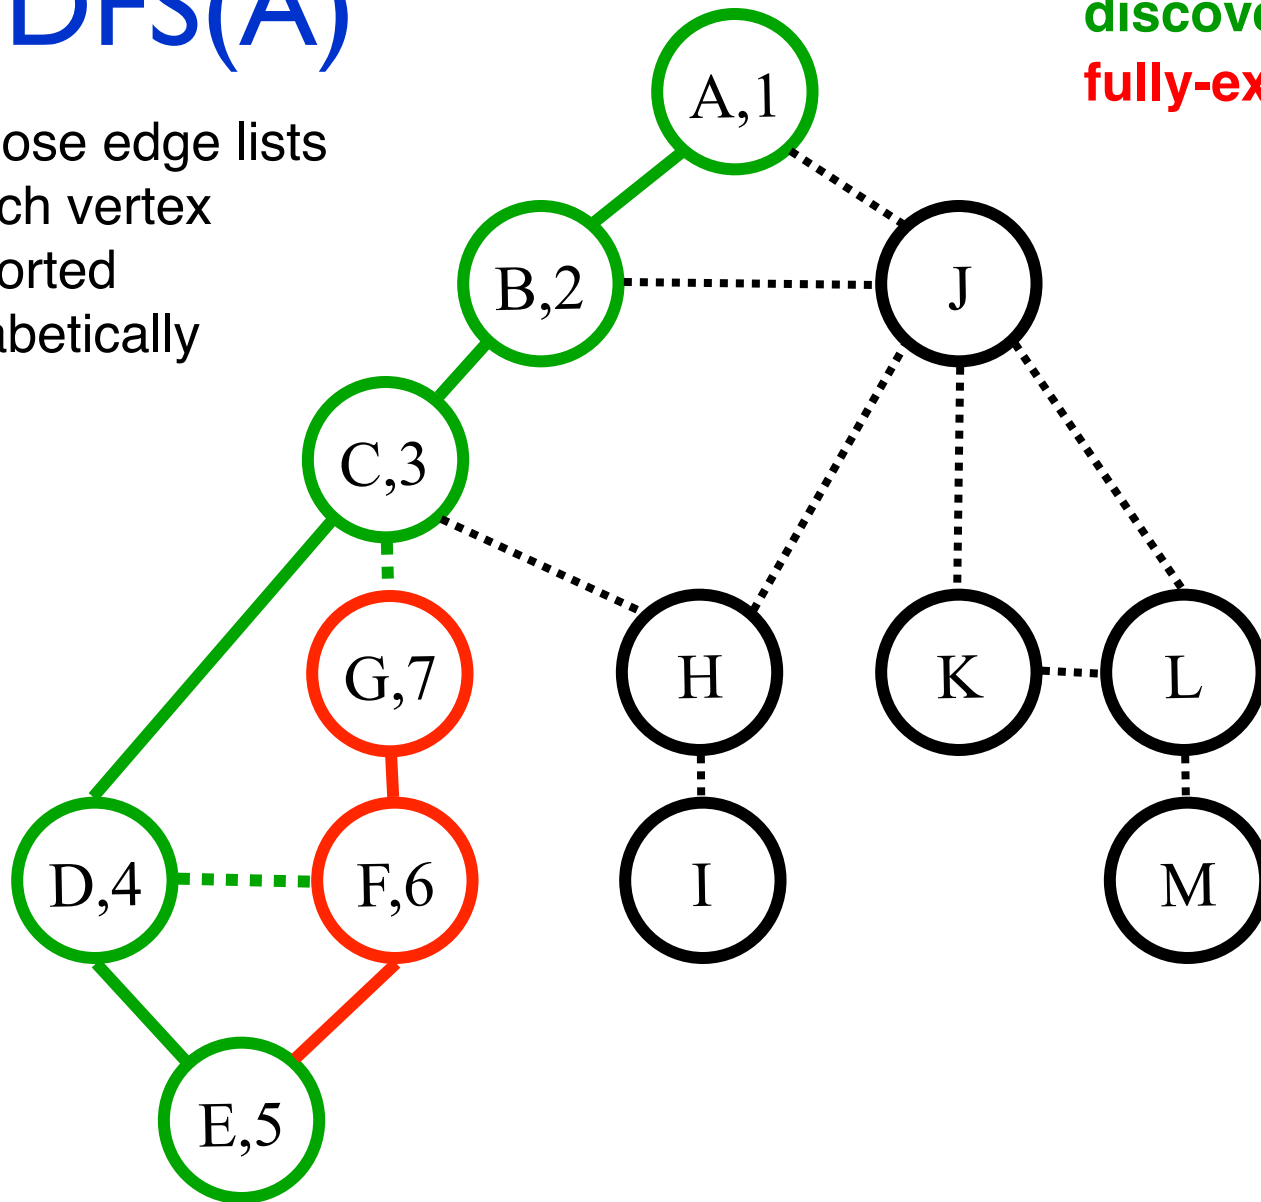 DFS(A)
discove
fully-ex
ose edge lists
ch vertex
orted
abetically
A,1
B,2
J
C,3
G,7
H
K
L
D,4
F,6
I
M
E,5